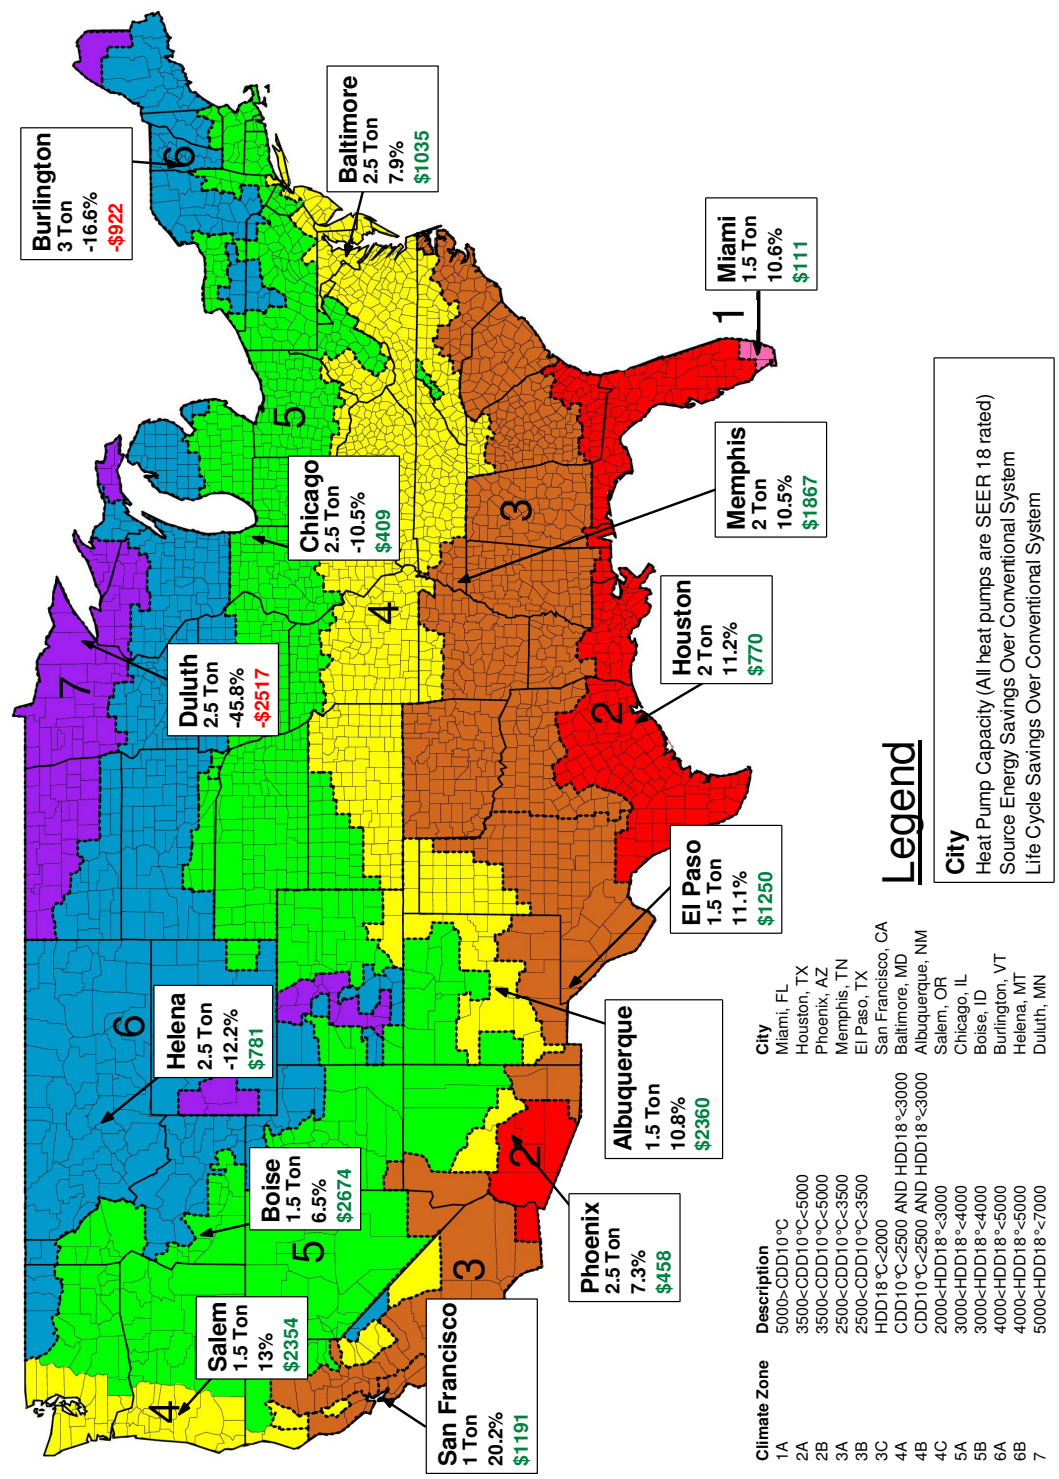 Burlington
3 Ton
-16.6%
-$922
Baltimore
2.5 Ton
7.9%
$1035
Miami
1.5 Ton
10.6%
$111
Duluth
2.5 Ton
-45.8%
-$2517
Chicago
2.5 Ton
-10.5%
$409
Memphis
2 Ton
10.5%
$1867
Houston
2 Ton
11.2%
$770
Helena
2.5 Ton
-12.2%
$781
El Paso
1.5 Ton
11.1%
$1250
Boise
1.5 Ton
6.5%
$2674
Albuquerque
1.5 Ton
10.8%
$2360
Salem
1.5 Ton
13%
$2354
Phoenix
2.5 Ton
7.3%
$458
San Francisco
1 Ton
20.2%
$1191
4
5
6
7
6
5
4
3
3
2
2
1
Legend
City
Heat Pump Capacity (All heat pumps are SEER 18 rated)
Source Energy Savings Over Conventional System
Life Cycle Savings Over Conventional System
Climate Zone Description City
1A 5000>CDD10°C Miami, FL
2A 3500<CDD10°C<5000 Houston, TX
2B 3500<CDD10°C<5000 Phoenix, AZ
3A 2500<CDD10°C<3500 Memphis, TN
3B 2500<CDD10°C<3500 El Paso, TX
3C HDD18°C<2000 San Francisco, CA
4A CDD10°C<2500 AND HDD18°<3000 Baltimore, MD
4B CDD10°C<2500 AND HDD18°<3000 Albuquerque, NM
4C 2000<HDD18°<3000 Salem, OR
5A 3000<HDD18°<4000 Chicago, IL
5B 3000<HDD18°<4000 Boise, ID
6A 4000<HDD18°<5000 Burlington, VT
6B 4000<HDD18°<5000 Helena, MT
7 5000<HDD18°<7000 Duluth, MN